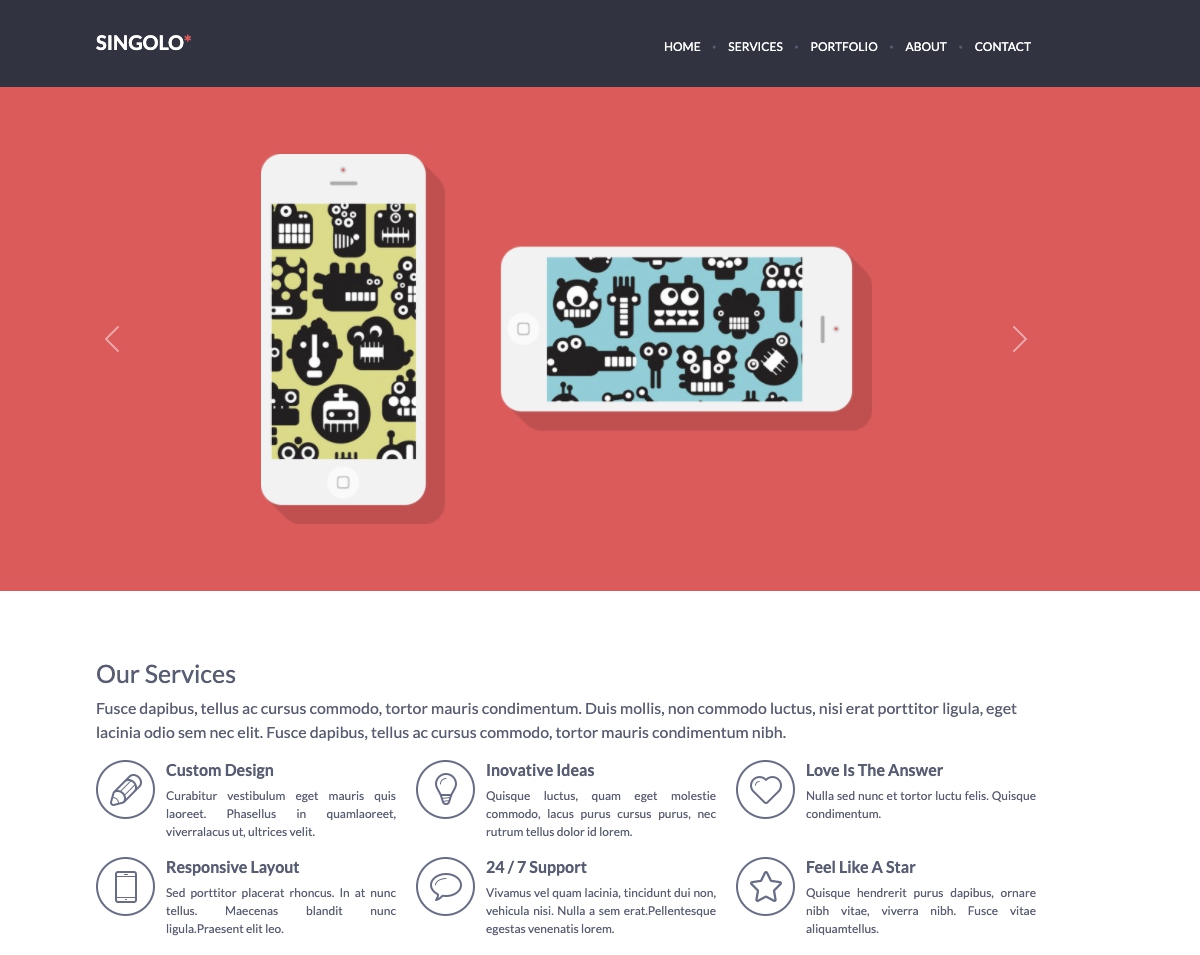 SINGOLO*
HOME • SERVICES • PORTFOLIO • ABOUT • CONTACT
Our Services
Fusce dapibus, tellus ac cursus commodo, tortor mauris condimentum. Duis mollis, non commodo luctus, nisi erat porttitor ligula, eget
lacinia odio sem nec elit. Fusce dapibus, tellus ac cursus commodo, tortor mauris condimentum nibh.
Custom Design
Curabitur vestibulum eget mauris quis
laoreet. Phasellus in quamlaoreet,
viverralacus ut, ultrices velit.
Inovative Ideas
Quisque luctus, quam eget molestie
commodo, lacus purus cursus purus, nec
rutrum tellus dolor id lorem.
Love Is The Answer
Nulla sed nunc et tortor luctu felis. Quisque
condimentum.
Responsive Layout
Sed porttitor placerat rhoncus. In at nunc
tellus. Maecenas blandit nunc
ligula.Praesent elit leo.
24 / 7 Support
Vivamus vel quam lacinia, tincidunt dui non,
vehicula nisi. Nulla a sem erat.Pellentesque
egestas venenatis lorem.
Feel Like A Star
Quisque hendrerit purus dapibus, ornare
nibh vitae, viverra nibh. Fusce vitae
aliquamtellus.